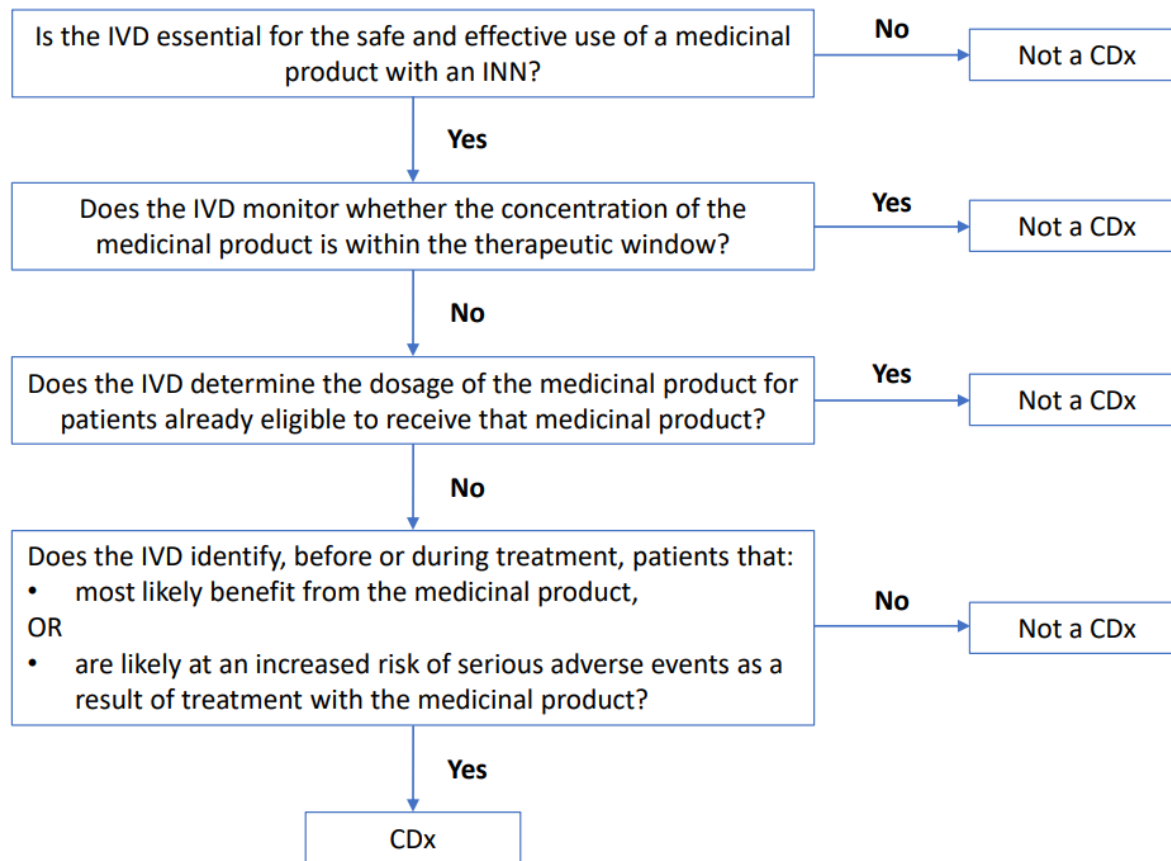 Is the IVD essential for the safe and effective use of a medicinal
product with an INN?
No
Not a CDx
Yes
Does the IVD monitor whether the concentration of the
medicinal product is within the therapeutic window?
Yes
Not a CDx
No
Does the IVD determine the dosage of the medicinal product for
patients already eligible to receive that medicinal product?
Yes
Not a CDx
No
Does the IVD identify, before or during treatment, patients that:
• most likely benefit from the medicinal product,
OR
• are likely at an increased risk of serious adverse events as a
result of treatment with the medicinal product?
No
Not a CDx
Yes
CDx